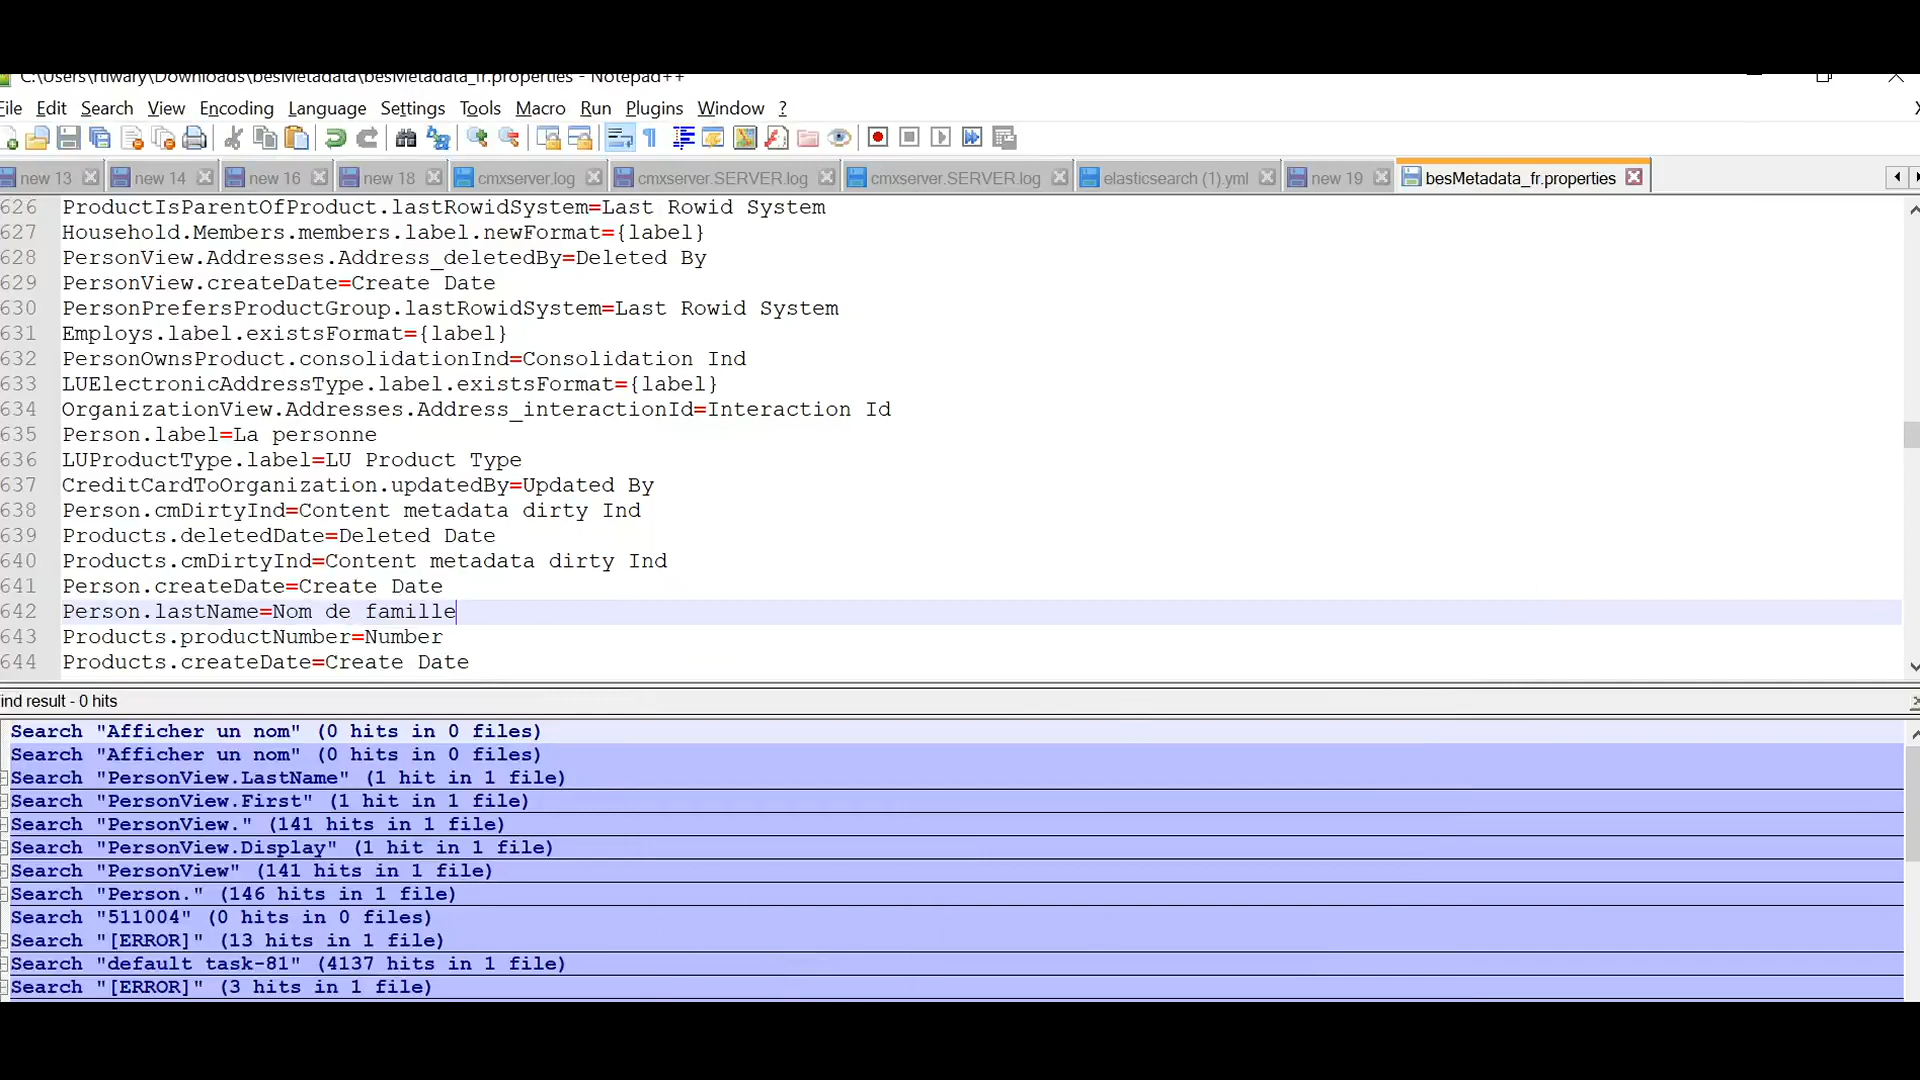 C:\Users\rtiwary\Downloads\besMetadata\besMetadata_fr.properties - Notepad++
File Edit Search View Encoding Language Settings Tools Macro Run Plugins Window ?
new 13 new 14 new 16 new 18 cmxserver.log cmxserver.SERVER.log cmxserver.SERVER.log elasticsearch (1).yml new 19 besMetadata_fr.properties
626 ProductIsParentOfProduct.lastRowidSystem=Last Rowid System
627 Household.Members.members.label.newFormat={label}
628 PersonView.Addresses.Address_deletedBy=Deleted By
629 PersonView.createDate=Create Date
630 PersonPrefersProductGroup.lastRowidSystem=Last Rowid System
631 Employs.label.existsFormat={label}
632 PersonOwnsProduct.consolidationInd=Consolidation Ind
633 LUElectronicAddressType.label.existsFormat={label}
634 OrganizationView.Addresses.Address_interactionId=Interaction Id
635 Person.label=La personne
636 LUProductType.label=LU Product Type
637 CreditCardToOrganization.updatedBy=Updated By
638 Person.cmDirtyInd=Content metadata dirty Ind
639 Products.deletedDate=Deleted Date
640 Products.cmDirtyInd=Content metadata dirty Ind
641 Person.createDate=Create Date
642 Person.lastName=Nom de famille
643 Products.productNumber=Number
644 Products.createDate=Create Date
ind result - 0 hits
Search "Afficher un nom" (0 hits in 0 files)
Search "Afficher un nom" (0 hits in 0 files)
Search "PersonView.LastName" (1 hit in 1 file)
Search "PersonView.First" (1 hit in 1 file)
Search "PersonView." (141 hits in 1 file)
Search "PersonView.Display" (1 hit in 1 file)
Search "PersonView" (141 hits in 1 file)
Search "Person." (146 hits in 1 file)
Search "511004" (0 hits in 0 files)
Search "[ERROR]" (13 hits in 1 file)
Search "default task-81" (4137 hits in 1 file)
Search "[ERROR]" (3 hits in 1 file)